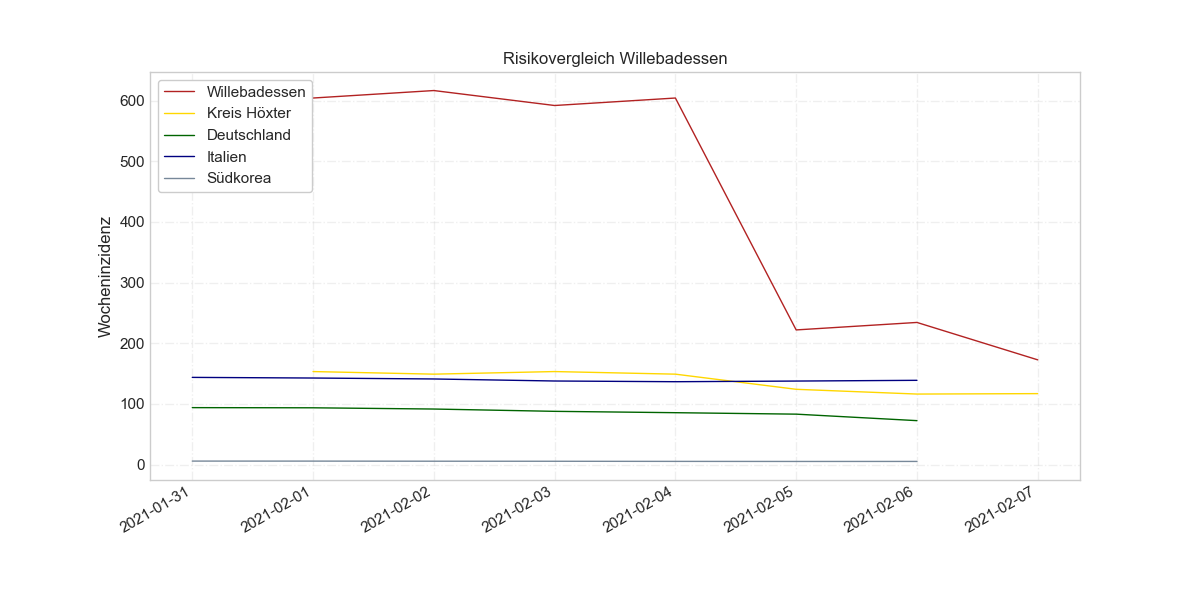 Risikovergleich Willebadessen
Wocheninzidenz
600
500
400
300
200
100
0
Willebadessen
Kreis Höxter
Deutschland
Italien
Südkorea
2021-01-31
2021-02-01
2021-02-02
2021-02-03
2021-02-04
2021-02-05
2021-02-06
2021-02-07